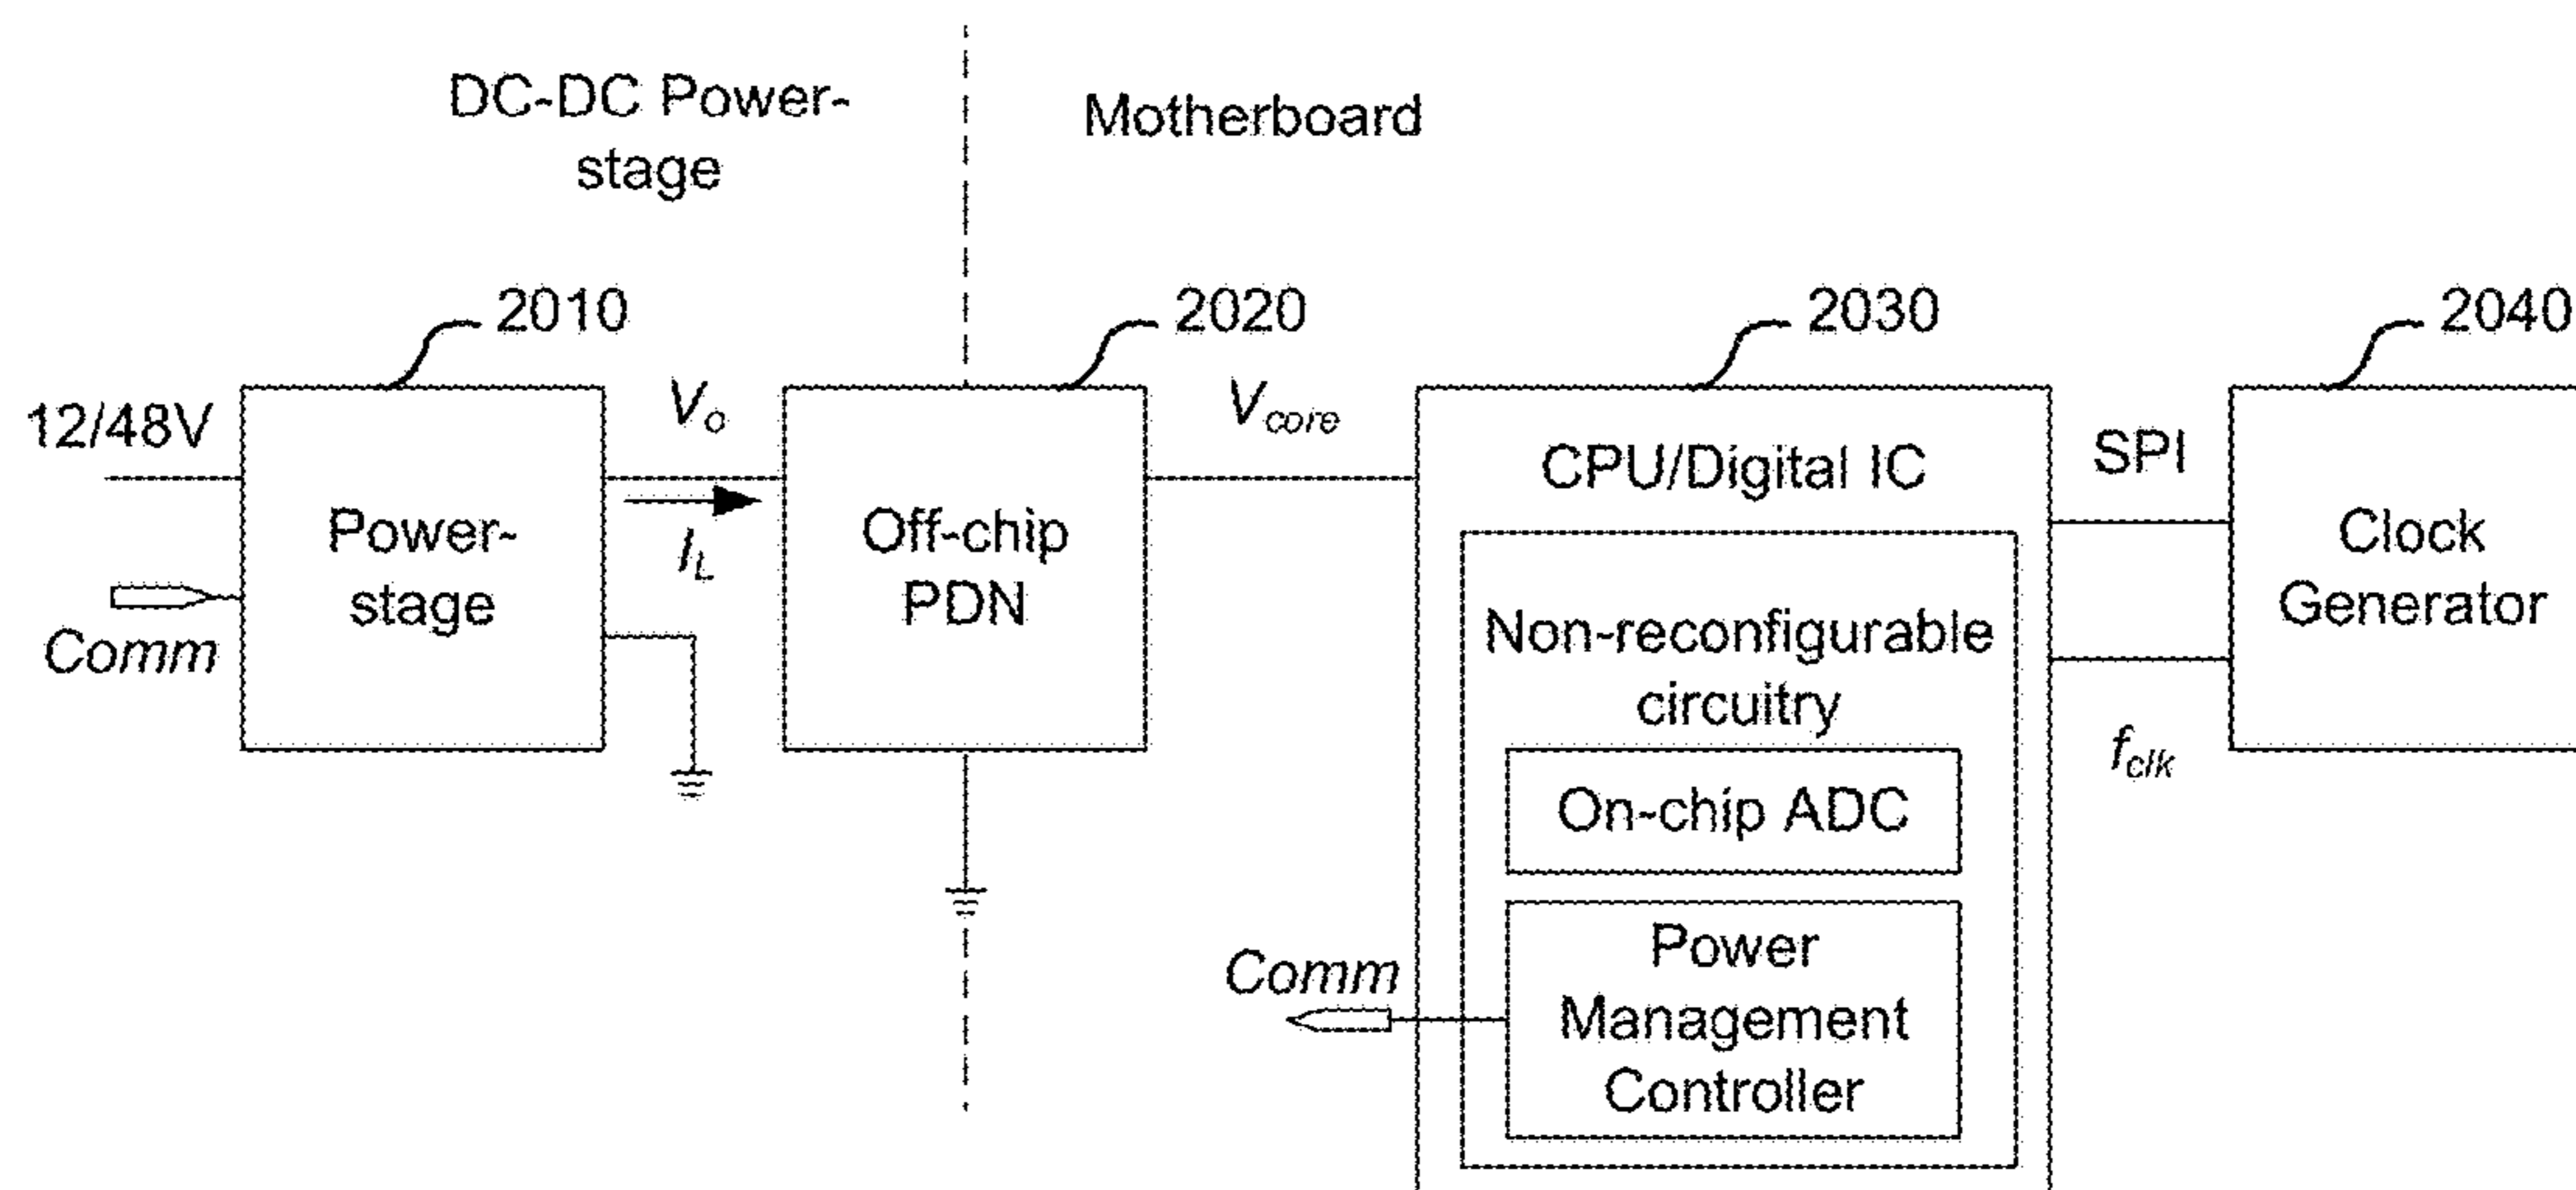 DC-DC Power-
stage
Motherboard
2010
2020
2030
2040
12/48V
Vo
Vcore
CPU/Digital IC
SPI
Power-
stage
IL
Off-chip
PDN
Clock
Generator
Comm
Non-reconfigurable
circuitry
fclk
On-chip ADC
Comm
Power
Management
Controller